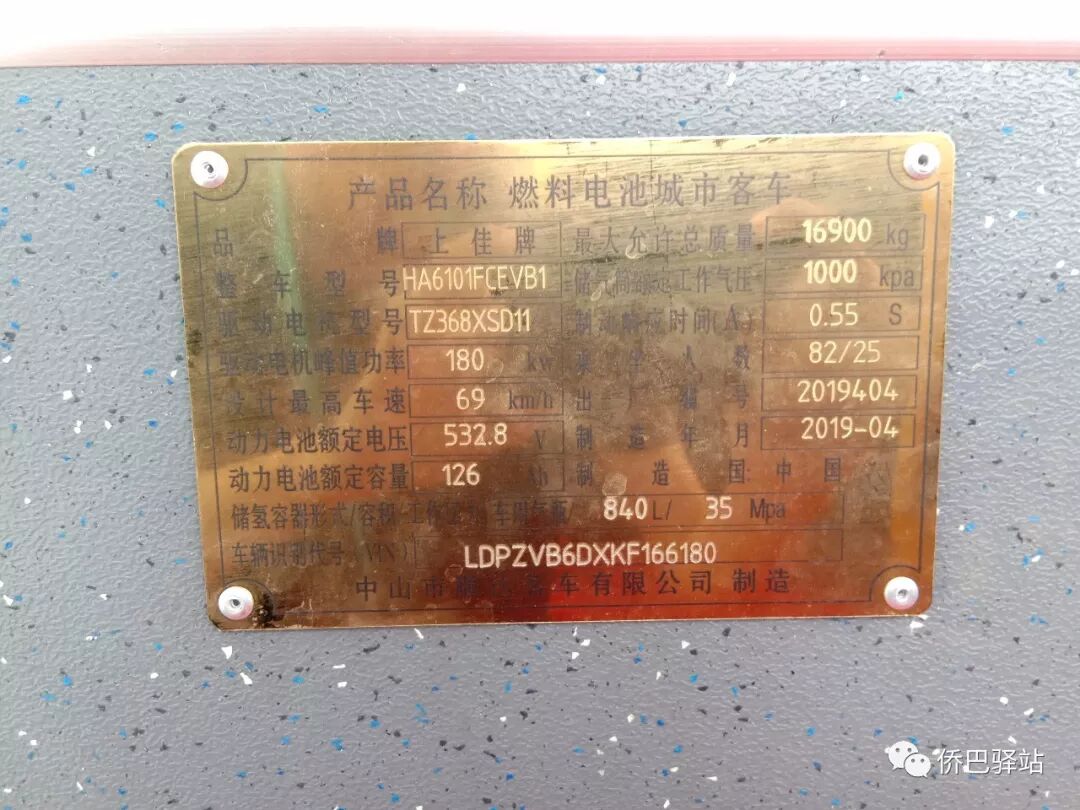 产品名称 燃料电池城市客车
品牌 上佳牌 最大允许总质量 16900 kg
整车型号 HA6101FCEVB1 储气筒额定工作气压 1000 kpa
驱动电机型号 TZ368XSD11 制动响应时间(A) 0.55 S
驱动电机峰值功率 180 kw 乘坐人数 82/25
设计最高车速 69 km/h 出厂编号 2019404
动力电池额定电压 532.8 V 制造年月 2019-04
动力电池额定容量 126 Ah 制造国:中国
储氢容器形式/容积/工作压力 车用气瓶 840 L/ 35 Mpa
车辆识别代号(VIN) LDPZVB6DXKF166180
中山市 客车有限公司 制造
侨巴驿站